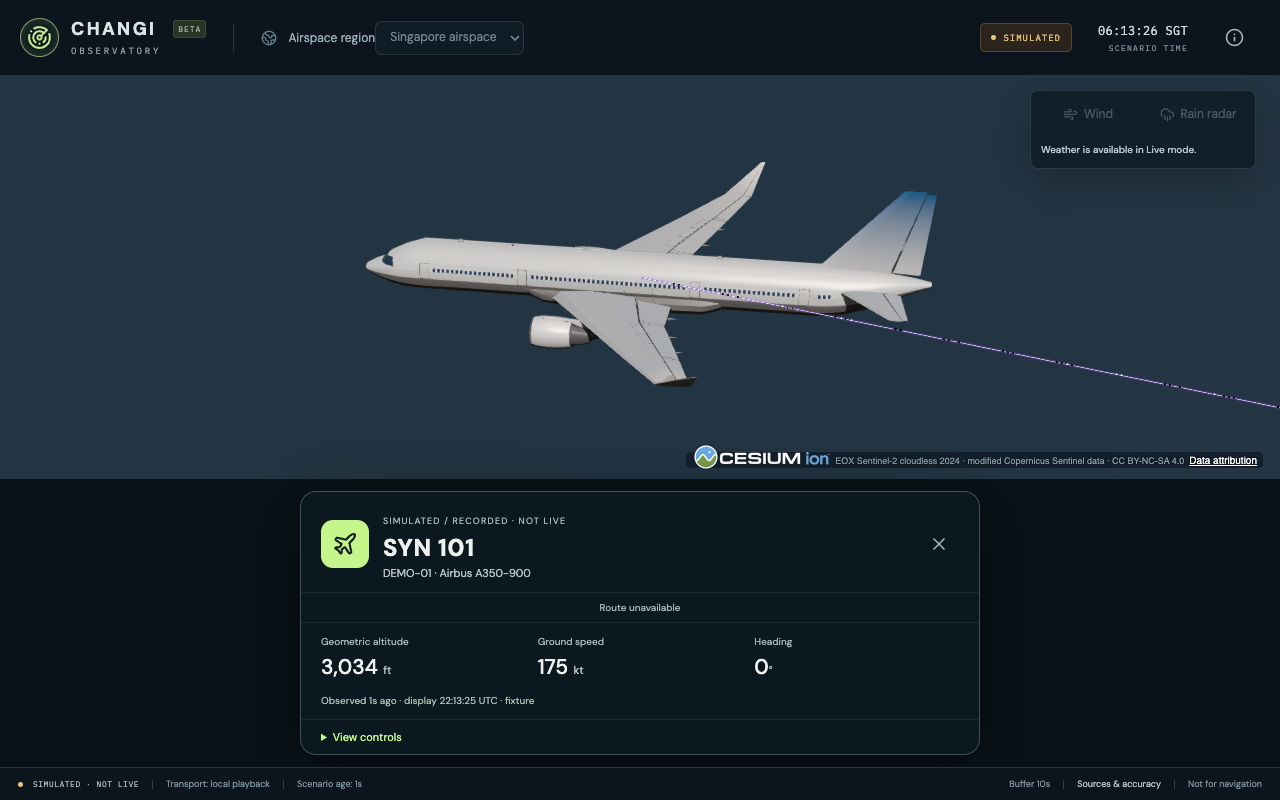 CHANGI BETA
OBSERVATORY
Airspace region Singapore airspace
SIMULATED
06:13:26 SGT
SCENARIO TIME
Wind Rain radar
Weather is available in Live mode.
CESIUM ion EOX Sentinel-2 cloudless 2024 · modified Copernicus Sentinel data · CC BY-NC-SA 4.0 Data attribution
SIMULATED / RECORDED · NOT LIVE
SYN 101
DEMO-01 · Airbus A350-900
Route unavailable
Geometric altitude Ground speed Heading
3,034 ft 175 kt 0°
Observed 1s ago · display 22:13:25 UTC · fixture
View controls
SIMULATED · NOT LIVE Transport: local playback Scenario age: 1s Buffer 10s Sources & accuracy Not for navigation